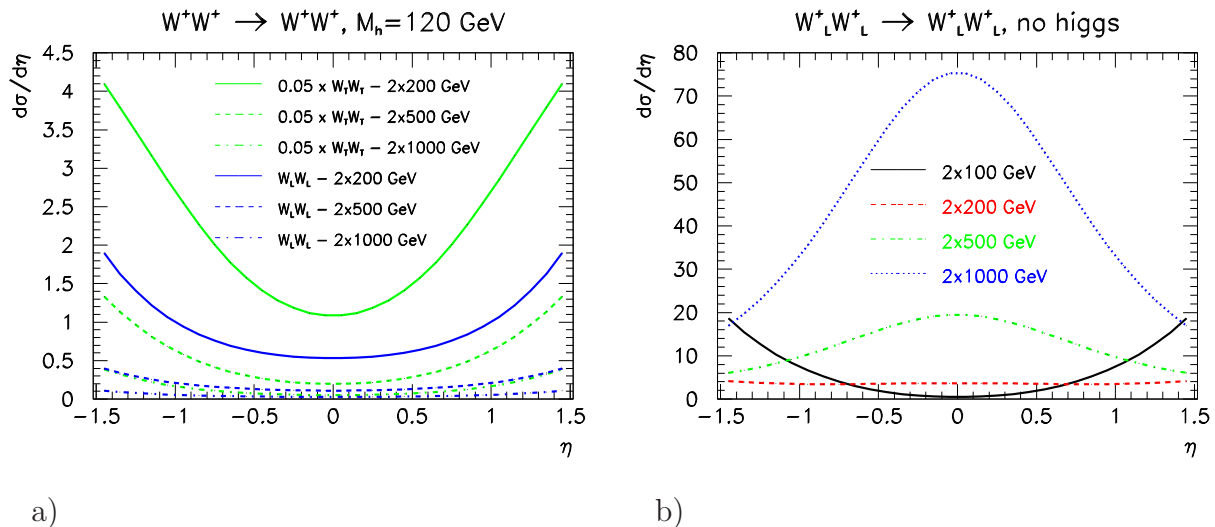 W⁺W⁺ → W⁺W⁺, Mₕ=120 GeV
dσ/dη
4.5
4
3.5
3
2.5
2
1.5
1
0.5
0
0.05 x WTWT – 2x200 GeV
0.05 x WTWT – 2x500 GeV
0.05 x WTWT – 2x1000 GeV
WLWL – 2x200 GeV
WLWL – 2x500 GeV
WLWL – 2x1000 GeV
−1.5 −1 −0.5 0 0.5 1 1.5
η
a)
W⁺LW⁺L → W⁺LW⁺L, no higgs
dσ/dη
80
70
60
50
40
30
20
10
0
2x100 GeV
2x200 GeV
2x500 GeV
2x1000 GeV
−1.5 −1 −0.5 0 0.5 1 1.5
η
b)